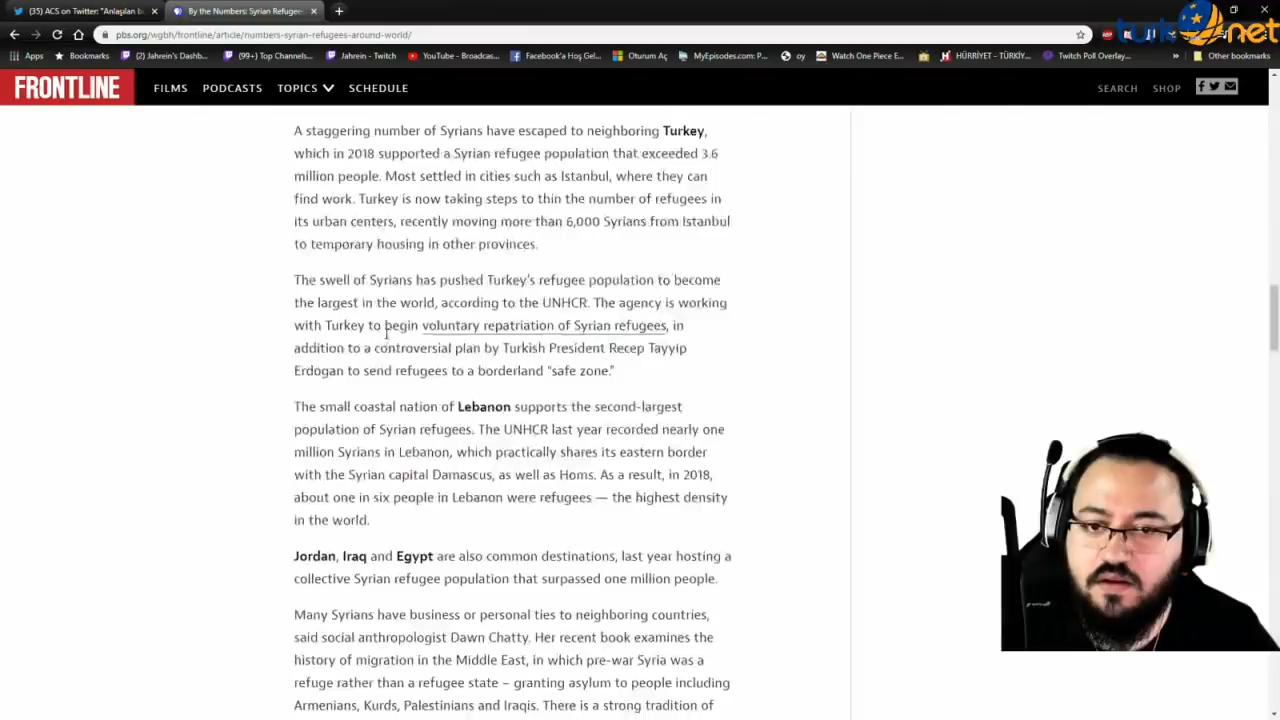 (35) ACS on Twitter: "Anlaşılan b
By the Numbers: Syrian Refugee
turk net
pbs.org/wgbh/frontline/article/numbers-syrian-refugees-around-world/
Apps
Bookmarks
(2) Jahrein's Dashb...
(99+) Top Channels...
Jahrein - Twitch
YouTube - Broadcas...
Facebook'a Hoş Gel...
Oturum Aç
MyEpisodes.com: P...
oy
Watch One Piece E...
HÜRRİYET - TÜRKİY...
Twitch Poll Overlay...
»
Other bookmarks
FRONTLINE
FILMS
PODCASTS
TOPICS
SCHEDULE
SEARCH
SHOP
A staggering number of Syrians have escaped to neighboring Turkey,
which in 2018 supported a Syrian refugee population that exceeded 3.6
million people. Most settled in cities such as Istanbul, where they can
find work. Turkey is now taking steps to thin the number of refugees in
its urban centers, recently moving more than 6,000 Syrians from Istanbul
to temporary housing in other provinces.
The swell of Syrians has pushed Turkey's refugee population to become
the largest in the world, according to the UNHCR. The agency is working
with Turkey to begin voluntary repatriation of Syrian refugees, in
addition to a controversial plan by Turkish President Recep Tayyip
Erdogan to send refugees to a borderland "safe zone."
The small coastal nation of Lebanon supports the second-largest
population of Syrian refugees. The UNHCR last year recorded nearly one
million Syrians in Lebanon, which practically shares its eastern border
with the Syrian capital Damascus, as well as Homs. As a result, in 2018,
about one in six people in Lebanon were refugees — the highest density
in the world.
Jordan, Iraq and Egypt are also common destinations, last year hosting a
collective Syrian refugee population that surpassed one million people.
Many Syrians have business or personal ties to neighboring countries,
said social anthropologist Dawn Chatty. Her recent book examines the
history of migration in the Middle East, in which pre-war Syria was a
refuge rather than a refugee state – granting asylum to people including
Armenians, Kurds, Palestinians and Iraqis. There is a strong tradition of